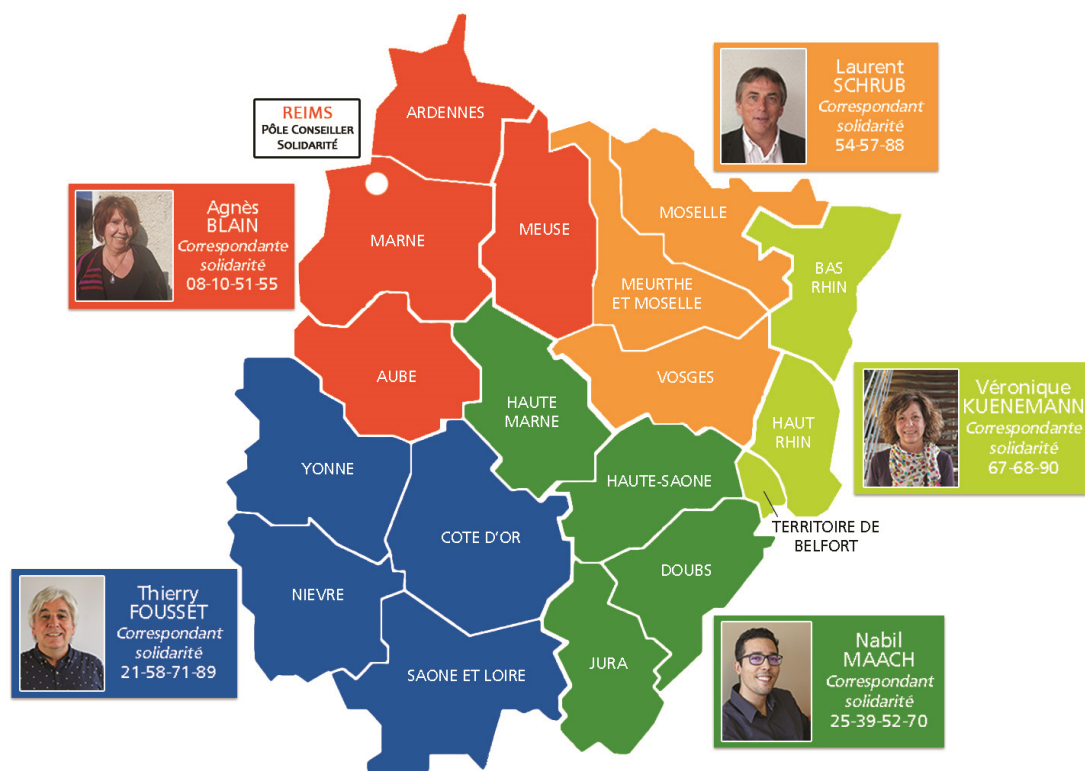 Laurent
SCHRUB
Correspondant
solidarité
54-57-88
REIMS
PÔLE CONSEILLER
SOLIDARITÉ
ARDENNES
Agnès
BLAIN
Correspondante
solidarité
08-10-51-55
MARNE
MEUSE
MOSELLE
MEURTHE
ET MOSELLE
BAS
RHIN
AUBE
VOSGES
HAUTE
MARNE
HAUT
RHIN
Véronique
KUENEMANN
Correspondante
solidarité
67-68-90
YONNE
HAUTE-SAONE
COTE D'OR
TERRITOIRE DE
BELFORT
DOUBS
NIEVRE
Thierry
FOUSSET
Correspondant
solidarité
21-58-71-89
SAONE ET LOIRE
JURA
Nabil
MAACH
Correspondant
solidarité
25-39-52-70